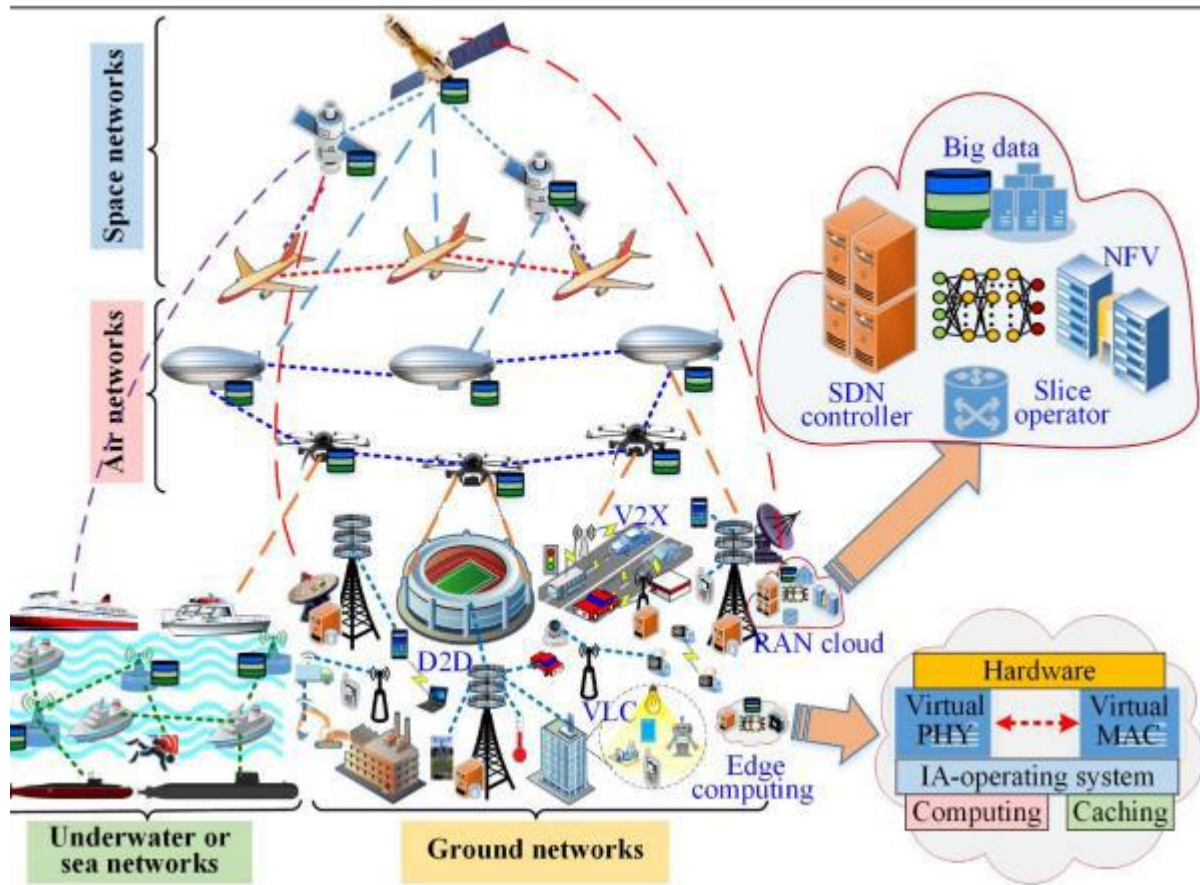 Space networks
Air networks
Big data
NFV
SDN
controller
Slice
operator
V2X
RAN cloud
D2D
VLC
Edge
computing
Hardware
Virtual
PHY
Virtual
MAC
IA-operating system
Computing
Caching
Underwater or
sea networks
Ground networks